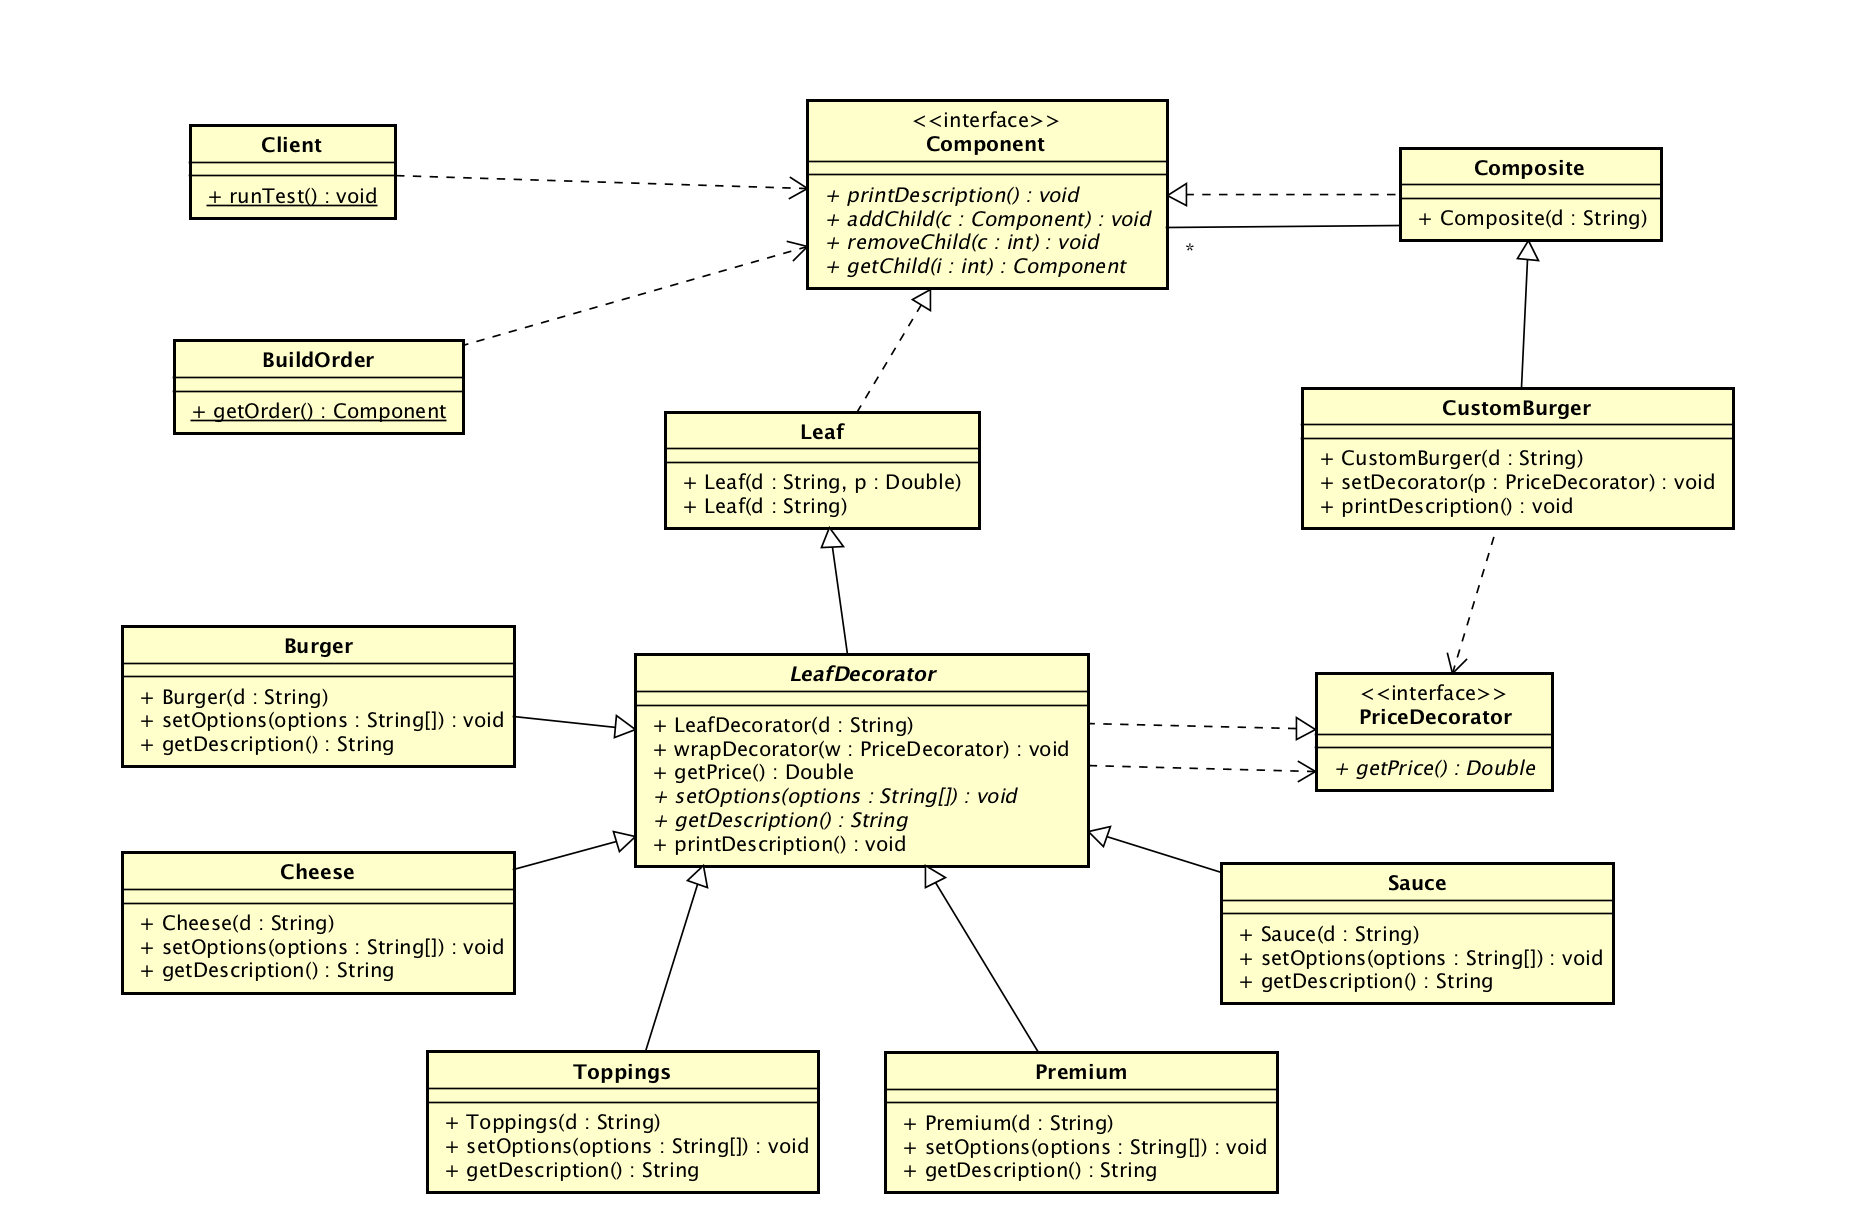 Client
+ runTest() : void
<<interface>>
Component
+ printDescription() : void
+ addChild(c : Component) : void
+ removeChild(c : int) : void
+ getChild(i : int) : Component
*
Composite
+ Composite(d : String)
BuildOrder
+ getOrder() : Component
Leaf
+ Leaf(d : String, p : Double)
+ Leaf(d : String)
CustomBurger
+ CustomBurger(d : String)
+ setDecorator(p : PriceDecorator) : void
+ printDescription() : void
Burger
+ Burger(d : String)
+ setOptions(options : String[]) : void
+ getDescription() : String
LeafDecorator
+ LeafDecorator(d : String)
+ wrapDecorator(w : PriceDecorator) : void
+ getPrice() : Double
+ setOptions(options : String[]) : void
+ getDescription() : String
+ printDescription() : void
<<interface>>
PriceDecorator
+ getPrice() : Double
Cheese
+ Cheese(d : String)
+ setOptions(options : String[]) : void
+ getDescription() : String
Sauce
+ Sauce(d : String)
+ setOptions(options : String[]) : void
+ getDescription() : String
Toppings
+ Toppings(d : String)
+ setOptions(options : String[]) : void
+ getDescription() : String
Premium
+ Premium(d : String)
+ setOptions(options : String[]) : void
+ getDescription() : String